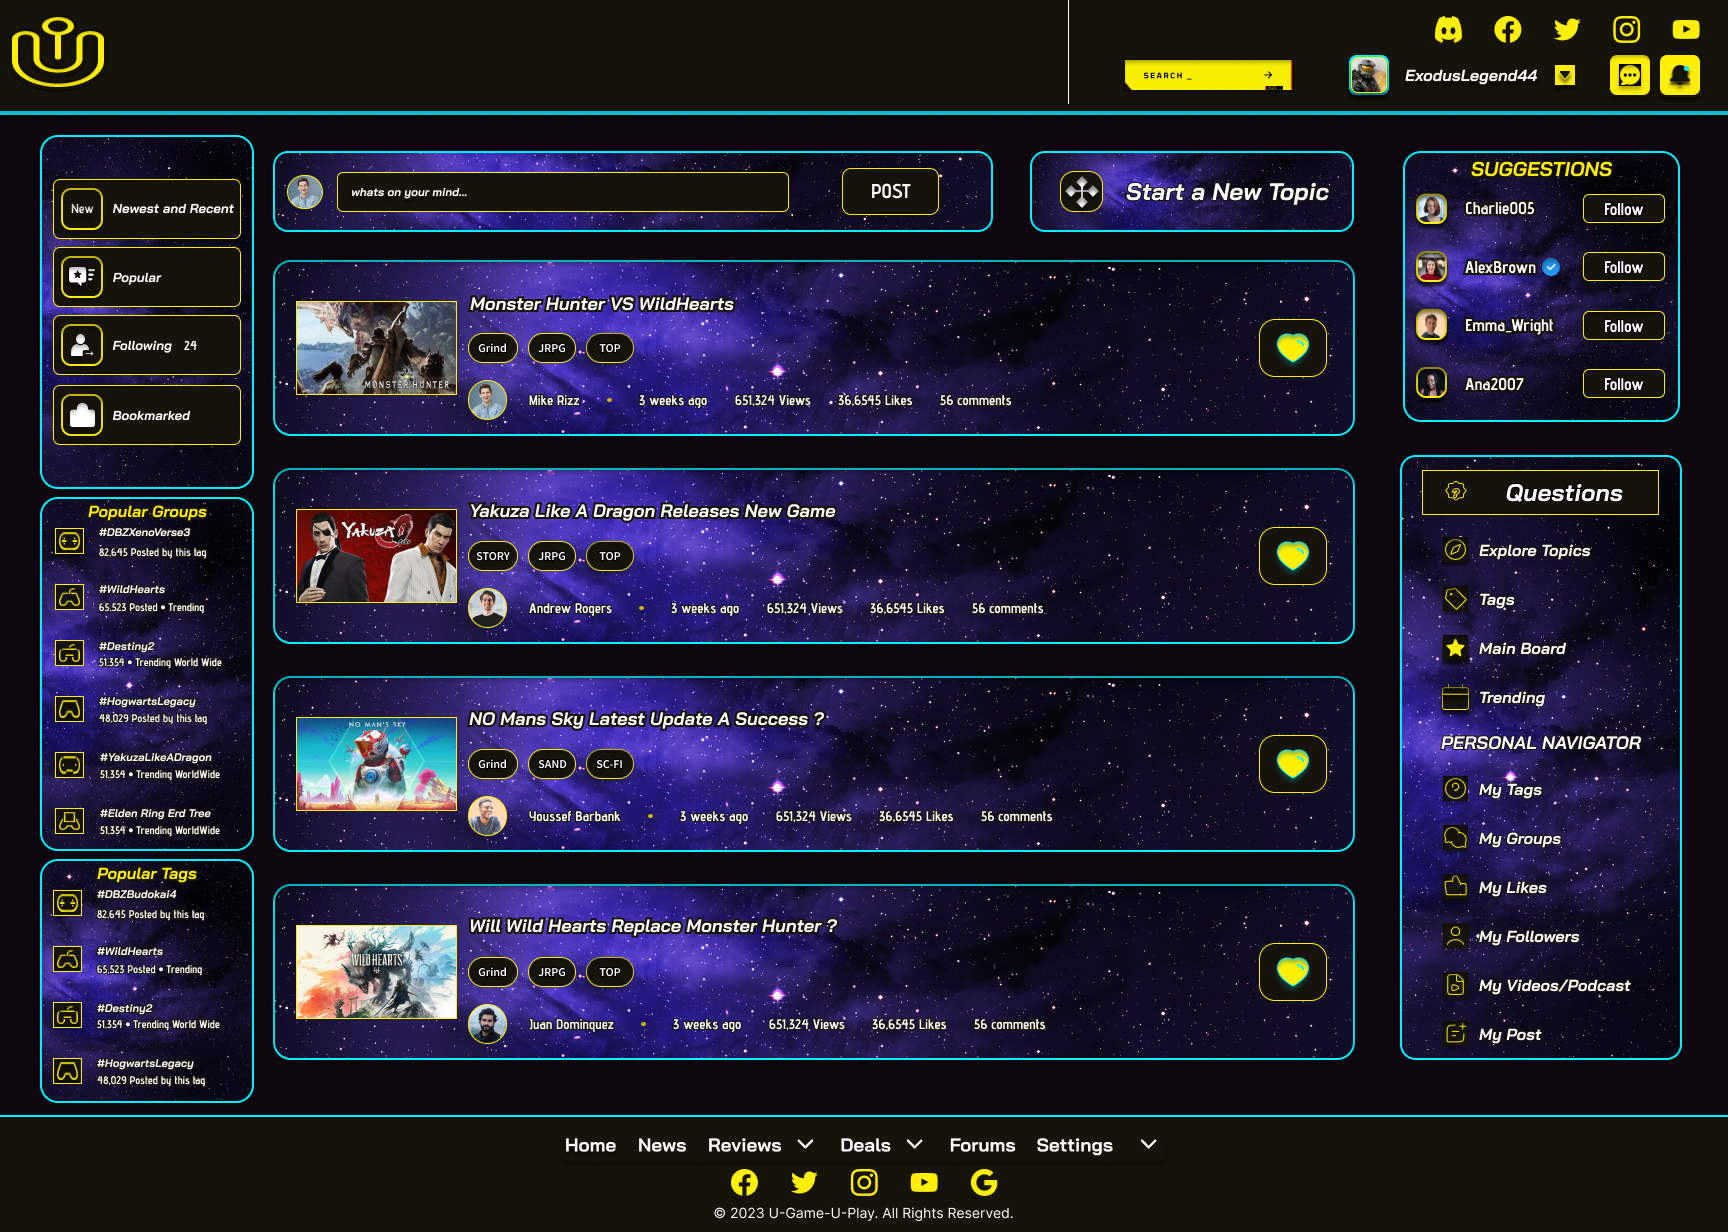 SEARCH _
ExodusLegend44
New
Newest and Recent
Popular
Following 24
Bookmarked
Popular Groups
#DBZXenoVerse3
82,645 Posted by this tag
#WildHearts
65,523 Posted • Trending
#Destiny2
51,354 • Trending World Wide
#HogwartsLegacy
48,029 Posted by this tag
#YakuzaLikeADragon
51,354 • Trending WorldWide
#Elden Ring Erd Tree
51,354 • Trending WorldWide
Popular Tags
#DBZBudokai4
82,645 Posted by this tag
#WildHearts
65,523 Posted • Trending
#Destiny2
51,354 • Trending World Wide
#HogwartsLegacy
48,029 Posted by this tag
whats on your mind...
POST
Start a New Topic
Monster Hunter VS WildHearts
MONSTER HUNTER
Grind JRPG TOP
Mike Rizz • 3 weeks ago 651,324 Views 36,6545 Likes 56 comments
Yakuza Like A Dragon Releases New Game
YAKUZA 0
STORY JRPG TOP
Andrew Rogers • 3 weeks ago 651,324 Views 36,6545 Likes 56 comments
NO Mans Sky Latest Update A Success ?
NO MAN'S SKY
Grind SAND SC-FI
Youssef Barbank • 3 weeks ago 651,324 Views 36,6545 Likes 56 comments
Will Wild Hearts Replace Monster Hunter ?
WILD HEARTS
Grind JRPG TOP
Juan Dominquez • 3 weeks ago 651,324 Views 36,6545 Likes 56 comments
SUGGESTIONS
Charlie005 Follow
AlexBrown Follow
Emma_Wright Follow
Ana2007 Follow
Questions
Explore Topics
Tags
Main Board
Trending
PERSONAL NAVIGATOR
My Tags
My Groups
My Likes
My Followers
My Videos/Podcast
My Post
Home News Reviews Deals Forums Settings
© 2023 U-Game-U-Play. All Rights Reserved.